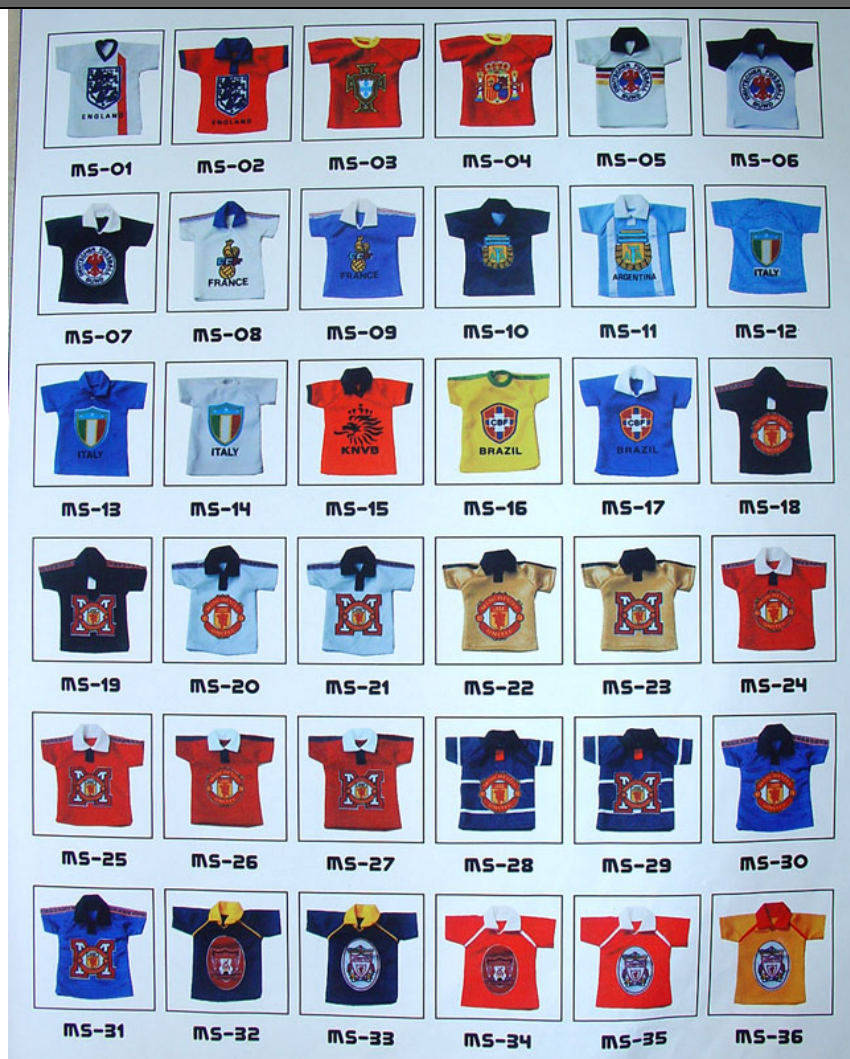 ENGLAND
ENGLAND
MS-01 MS-02 MS-03 MS-04 MS-05 MS-06
FRANCE
FRANCE
ARGENTINA
ITALY
MS-07 MS-08 MS-09 MS-10 MS-11 MS-12
ITALY
ITALY
KNVB
CBF
BRAZIL
CBF
BRAZIL
MS-13 MS-14 MS-15 MS-16 MS-17 MS-18
MS-19 MS-20 MS-21 MS-22 MS-23 MS-24
MS-25 MS-26 MS-27 MS-28 MS-29 MS-30
MS-31 MS-32 MS-33 MS-34 MS-35 MS-36